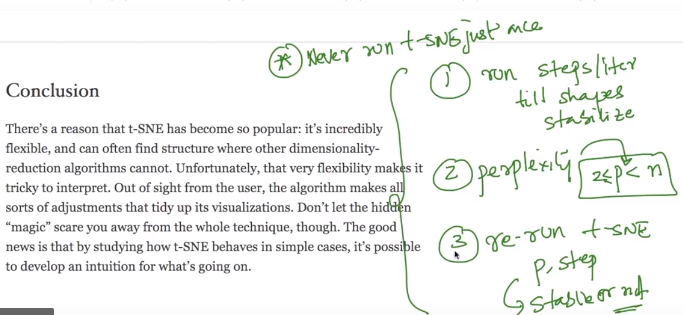 * Never run t-SNE just once
Conclusion
There's a reason that t-SNE has become so popular: it's incredibly
flexible, and can often find structure where other dimensionality-
reduction algorithms cannot. Unfortunately, that very flexibility makes it
tricky to interpret. Out of sight from the user, the algorithm makes all
sorts of adjustments that tidy up its visualizations. Don't let the hidden
“magic” scare you away from the whole technique, though. The good
news is that by studying how t-SNE behaves in simple cases, it's possible
to develop an intuition for what's going on.
1 run steps/iter
till shapes
stabilize
2 perplexity 2≤p<n
3 re-run t-SNE
p, step
stable or not